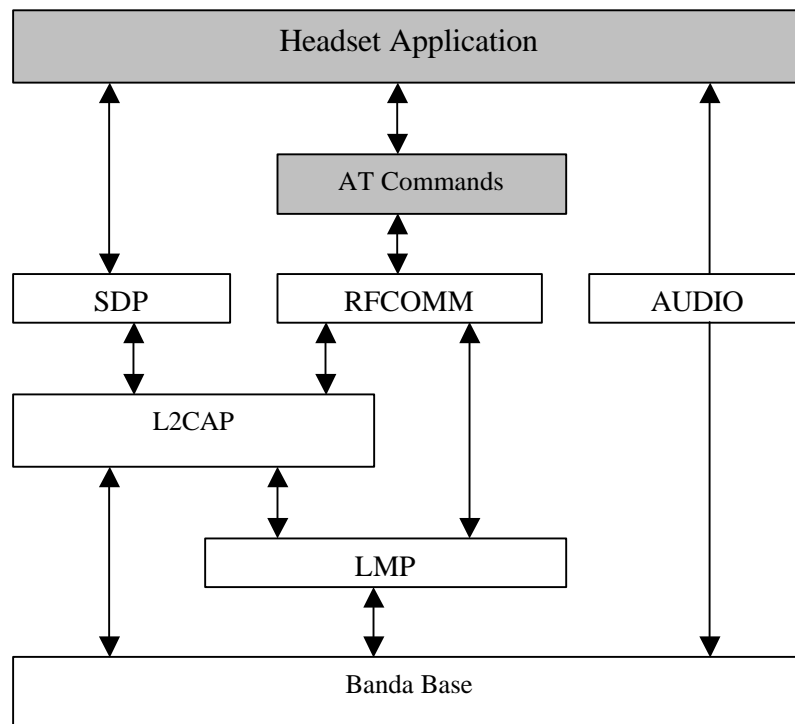 Headset Application
AT Commands
SDP
RFCOMM
AUDIO
L2CAP
LMP
Banda Base